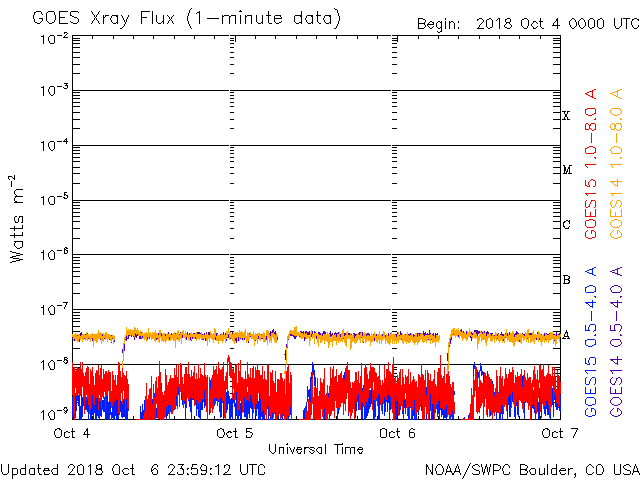 GOES Xray Flux (1-minute data)
Begin: 2018 Oct 4 0000 UTC
10⁻²
10⁻³
10⁻⁴
10⁻⁵
10⁻⁶
10⁻⁷
10⁻⁸
10⁻⁹
Watts m⁻²
X
M
C
B
A
GOES15 1.0-8.0 A
GOES14 1.0-8.0 A
GOES15 0.5-4.0 A
GOES14 0.5-4.0 A
Oct 4
Oct 5
Oct 6
Oct 7
Universal Time
Updated 2018 Oct 6 23:59:12 UTC
NOAA/SWPC Boulder, CO USA